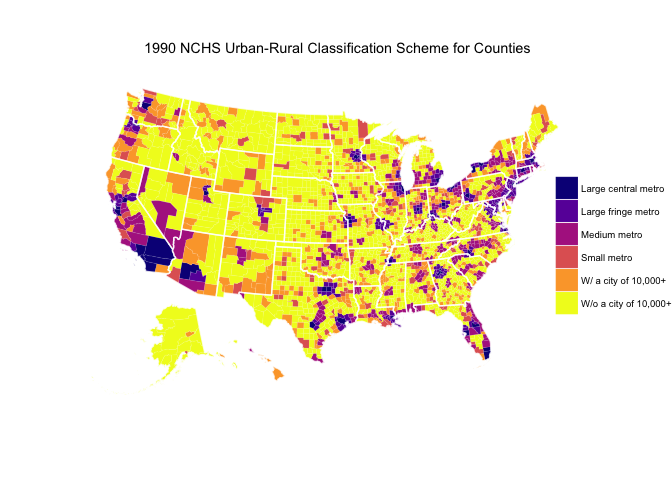 1990 NCHS Urban-Rural Classification Scheme for Counties
Large central metro
Large fringe metro
Medium metro
Small metro
W/ a city of 10,000+
W/o a city of 10,000+